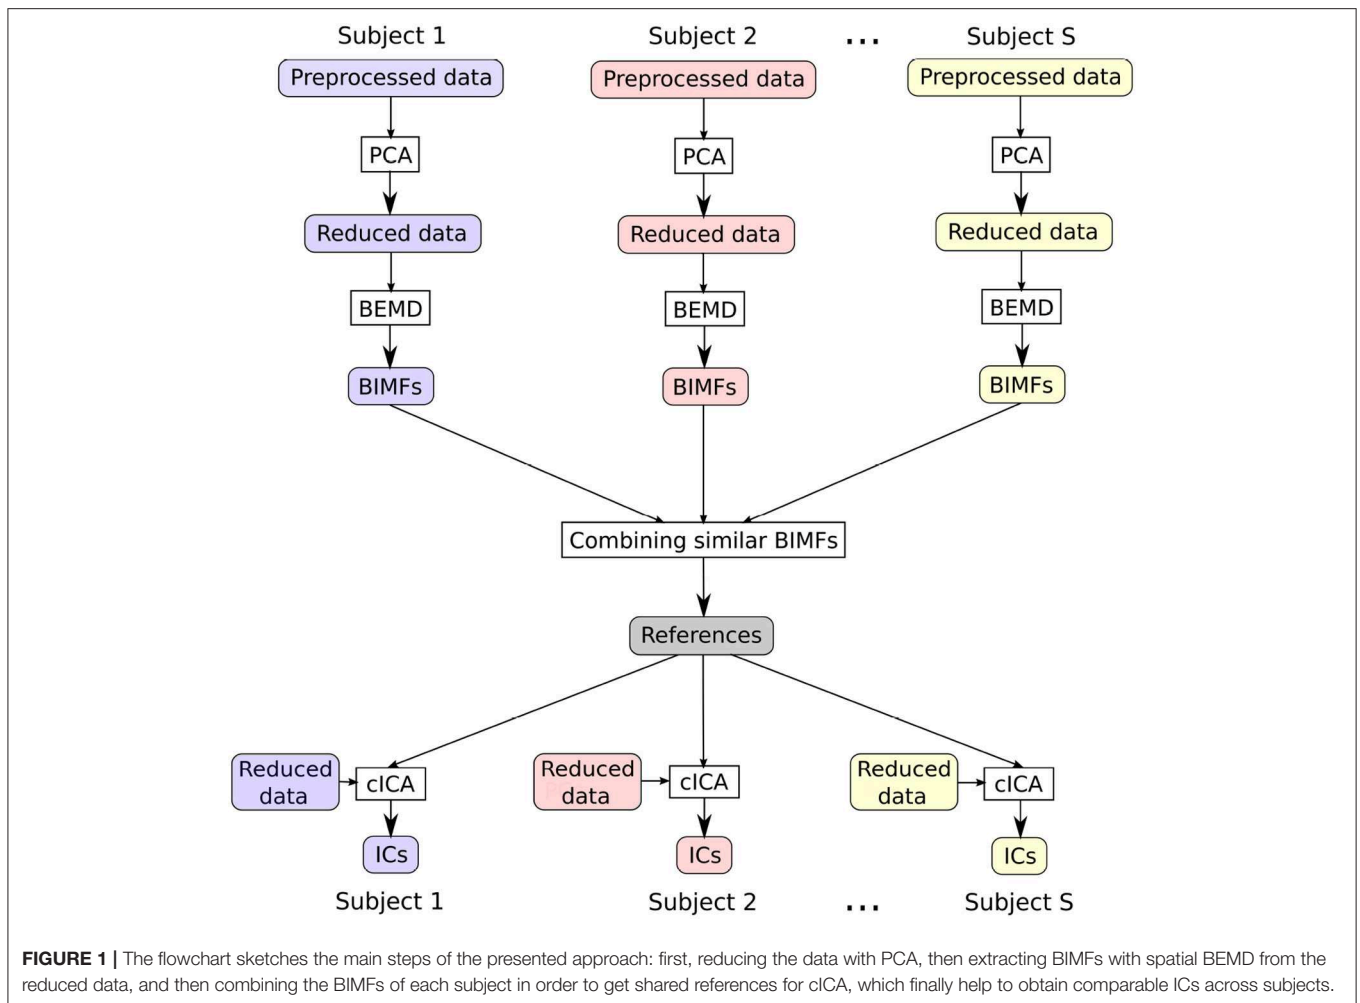 Subject 1 Subject 2 ... Subject S
Preprocessed data Preprocessed data Preprocessed data
PCA PCA PCA
Reduced data Reduced data Reduced data
BEMD BEMD BEMD
BIMFs BIMFs BIMFs
Combining similar BIMFs
References
Reduced Reduced Reduced
data data data
cICA cICA cICA
ICs ICs ICs
Subject 1 Subject 2 ... Subject S
FIGURE 1 | The flowchart sketches the main steps of the presented approach: first, reducing the data with PCA, then extracting BIMFs with spatial BEMD from the
reduced data, and then combining the BIMFs of each subject in order to get shared references for cICA, which finally help to obtain comparable ICs across subjects.